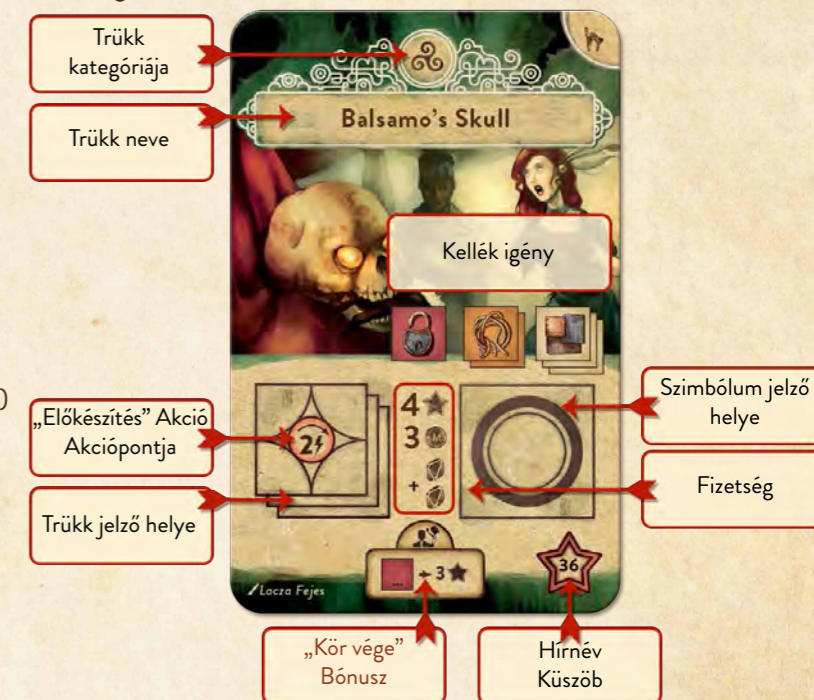 Trükk
kategóriája
Trükk neve
Balsamo's Skull
Kellék igény
„Előkészítés” Akció
Akciópontja
Trükk jelző helye
2
4
3
+
Szimbólum jelző
helye
Fizetség
...
3
36
Lacza Fejes
„Kör vége”
Bónusz
Hírnév
Küszöb